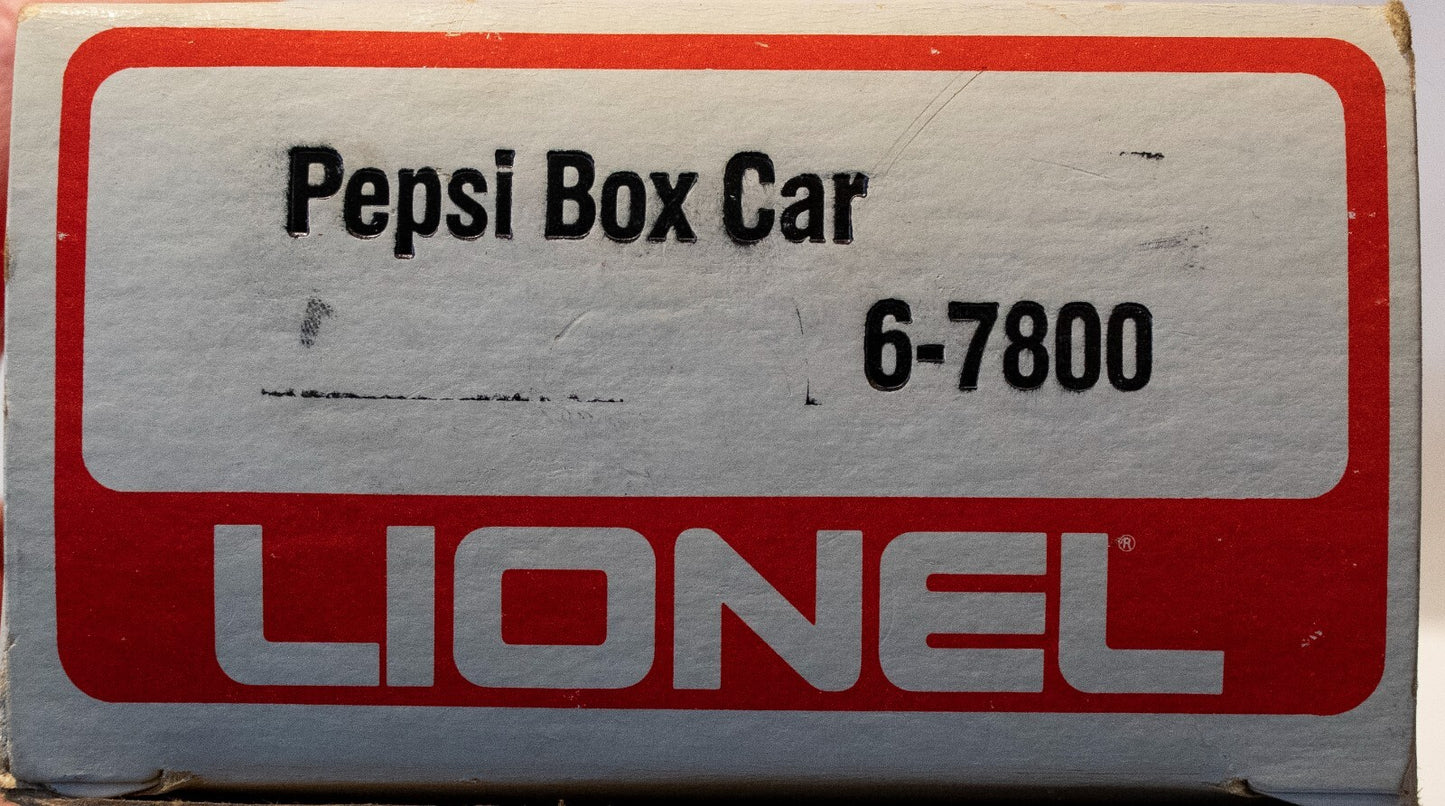 Pepsi Box Car
6-7800
LIONEL®